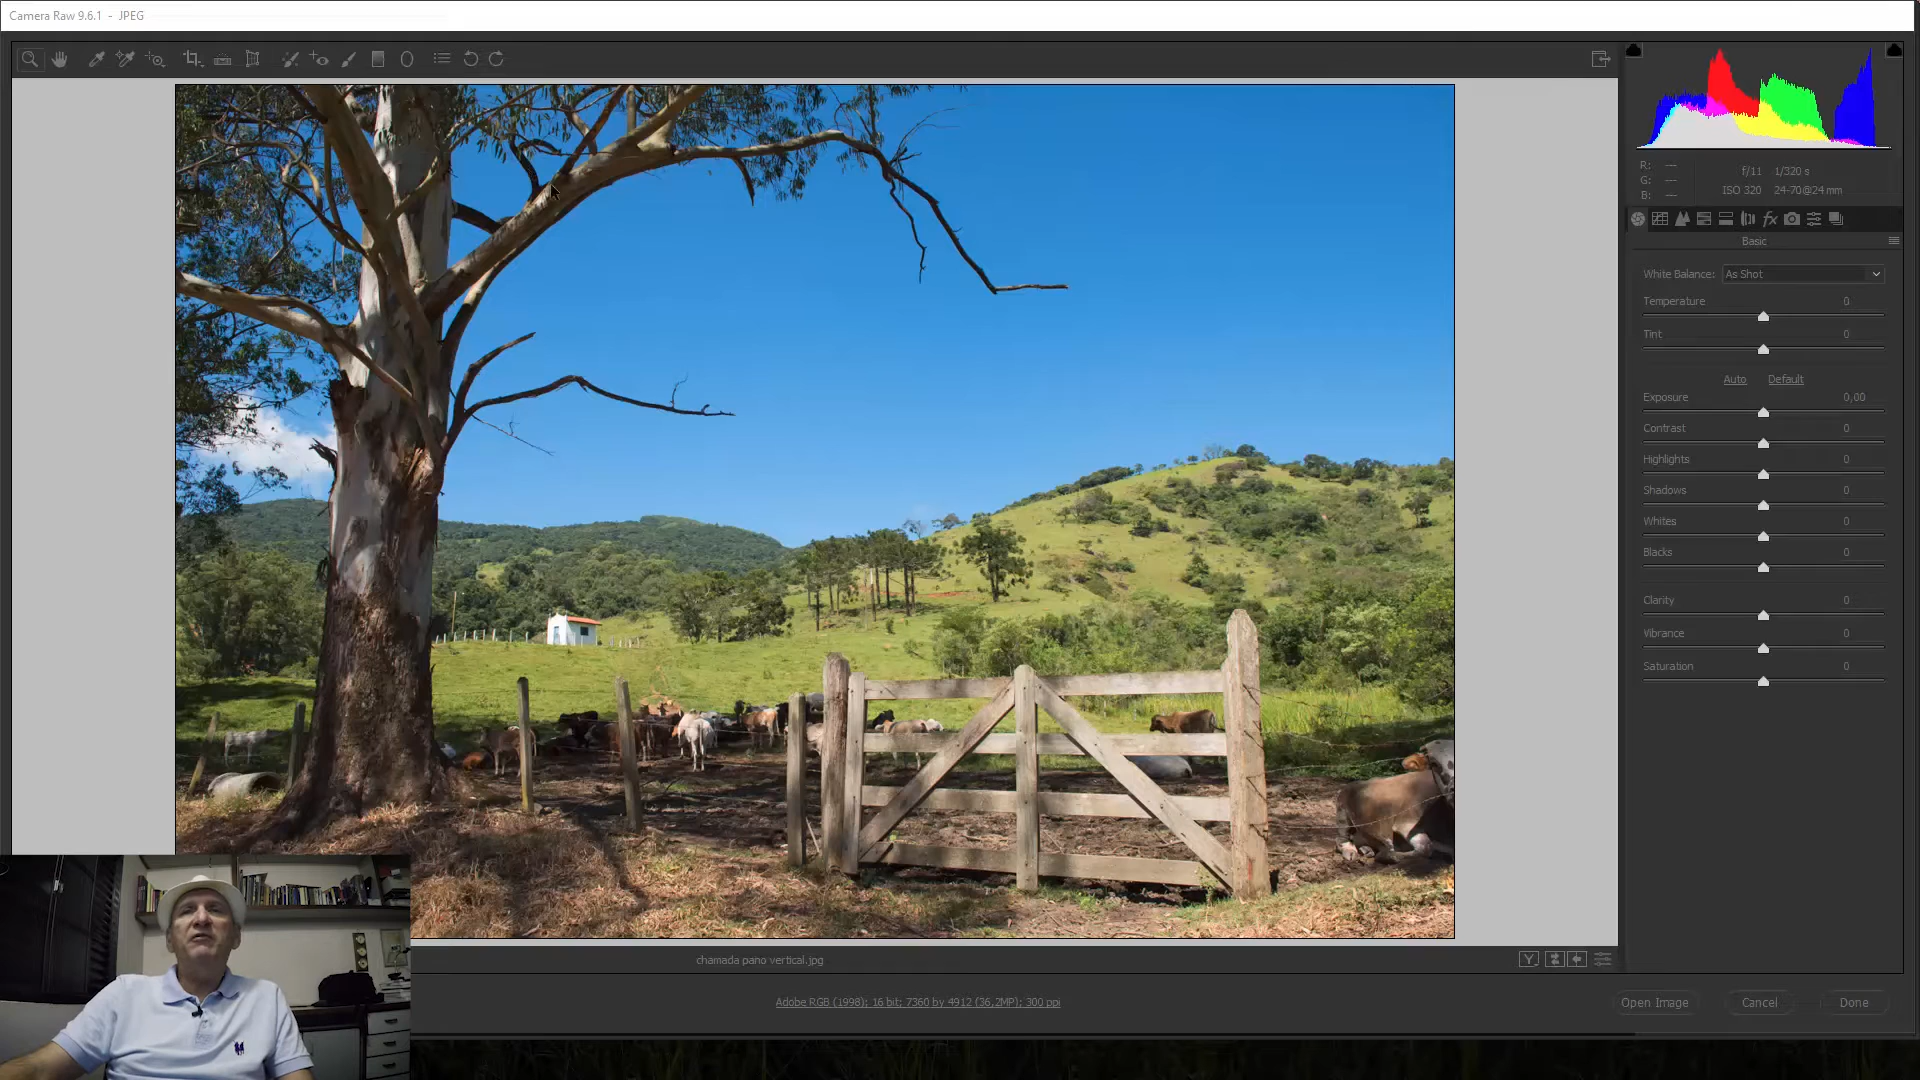 Camera Raw 9.6.1 - JPEG
R: ---
G: ---
B: ---
f/11 1/320 s
ISO 320 24-70@24 mm
fx
Basic
White Balance: As Shot
Temperature 0
Tint 0
Auto Default
Exposure 0,00
Contrast 0
Highlights 0
Shadows 0
Whites 0
Blacks 0
Clarity 0
Vibrance 0
Saturation 0
chamada pano vertical.jpg
Y
Adobe RGB (1998); 16 bit; 7360 by 4912 (36,2MP); 300 ppi
Open Image Cancel Done